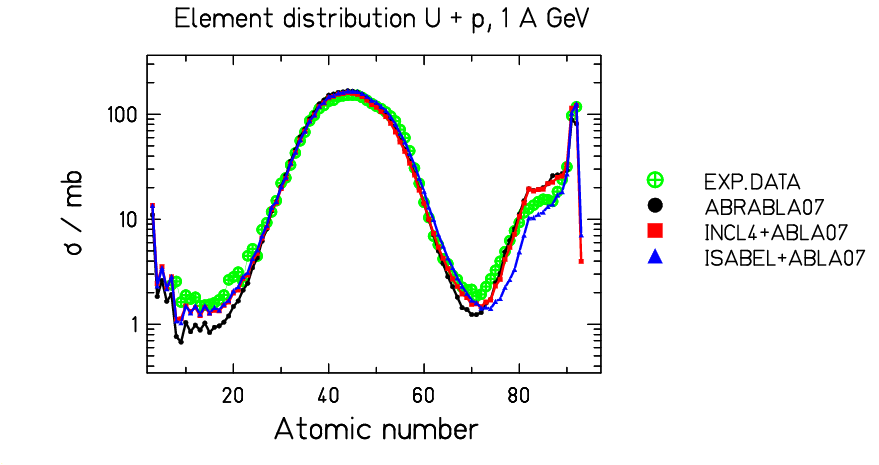 Element distribution U + p, 1 A GeV
100
10
1
σ / mb
20 40 60 80
Atomic number
EXP.DATA
ABRABLA07
INCL4+ABLA07
ISABEL+ABLA07